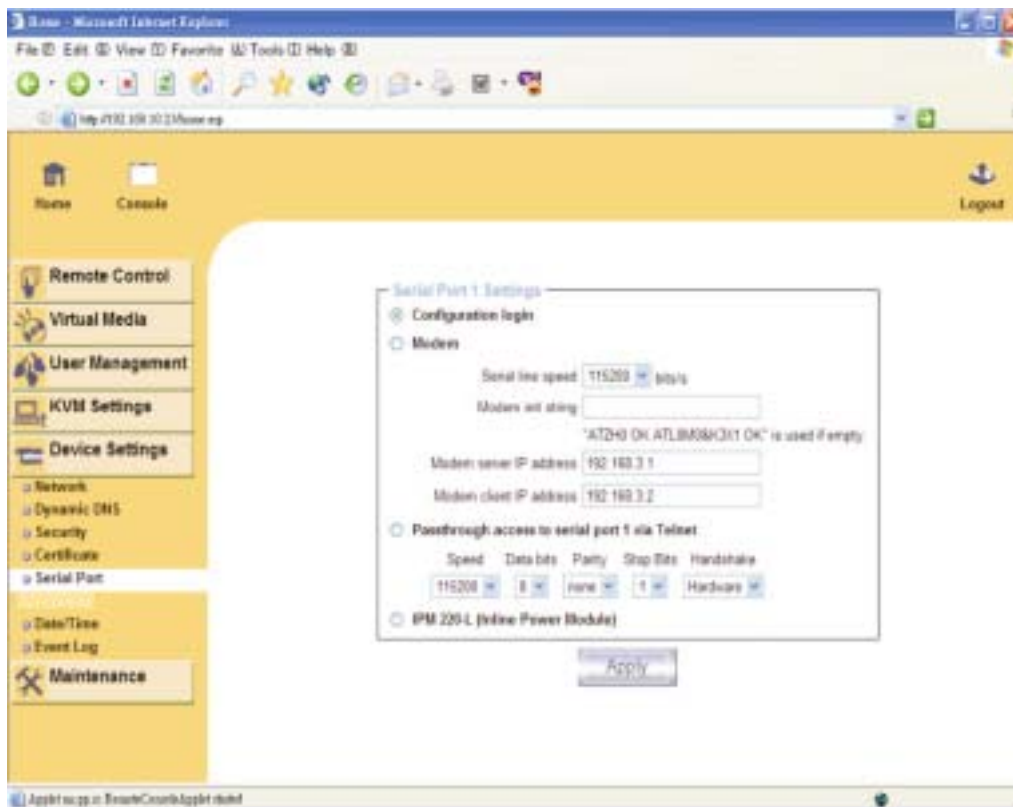 Home - Microsoft Internet Explorer
File Edit View Favorite Tools Help
Home
Console
Logout
Remote Control
Virtual Media
User Management
KVM Settings
Device Settings
Network
Dynamic DNS
Security
Certificate
Serial Port
Date/Time
Event Log
Maintenance
Serial Port 1 Settings
Configuration login
Modem
Serial line speed 115200 bits/s
Modem init string
is used if empty
Modem server IP address 192.168.3.1
Modem client IP address 192.168.3.2
Passthrough access to serial port 1 via Telnet
Speed Data bits Parity Stop Bits Handshake
115200 8 none 1 Hardware
IPM 220-L (Inline Power Module)
Apply